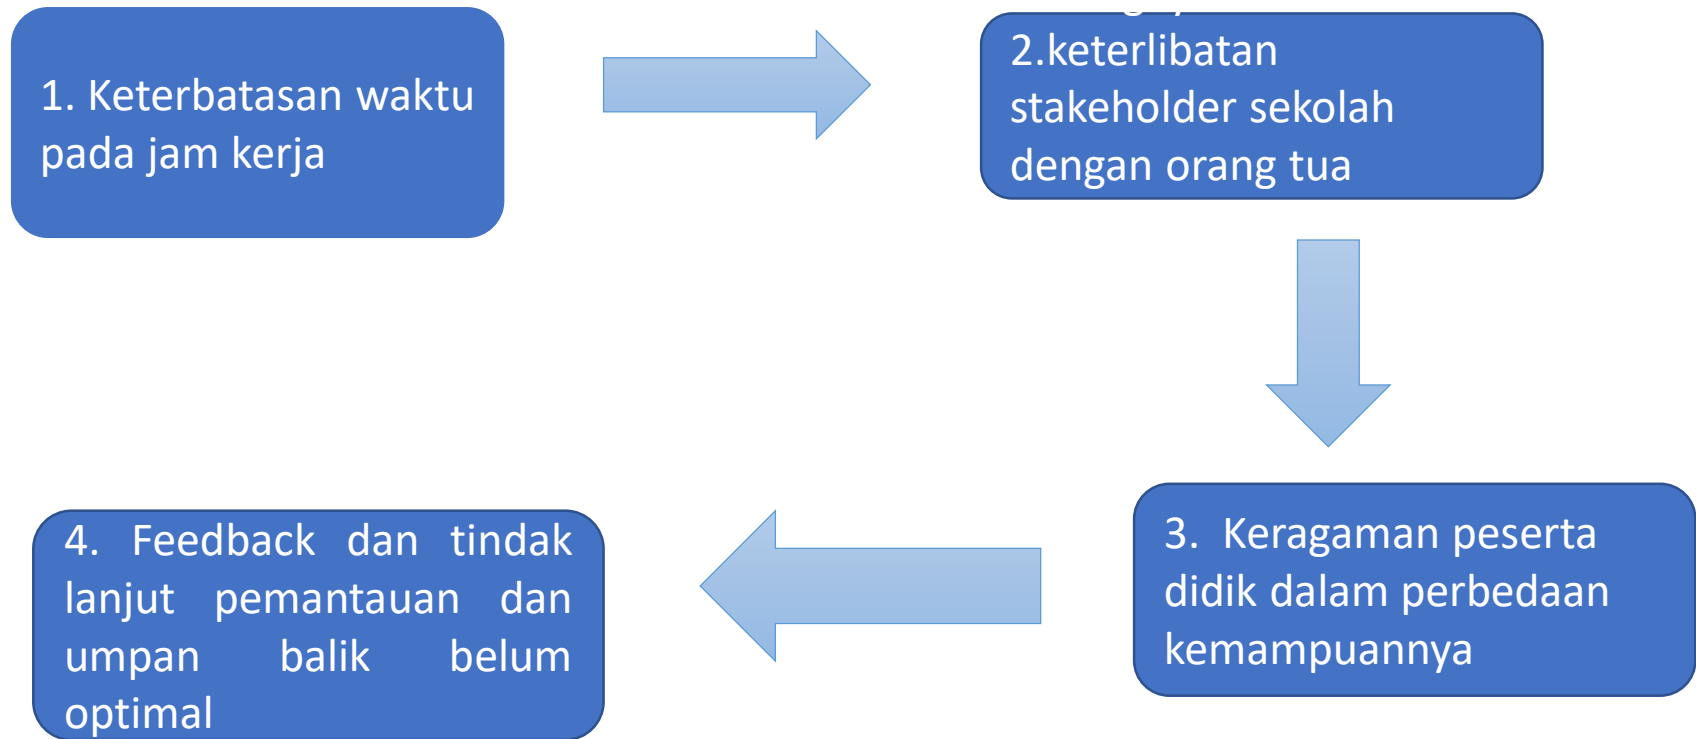 1. Keterbatasan waktu
pada jam kerja
2.keterlibatan
stakeholder sekolah
dengan orang tua
3. Keragaman peserta
didik dalam perbedaan
kemampuannya
4. Feedback dan tindak
lanjut pemantauan dan
umpan balik belum
optimal